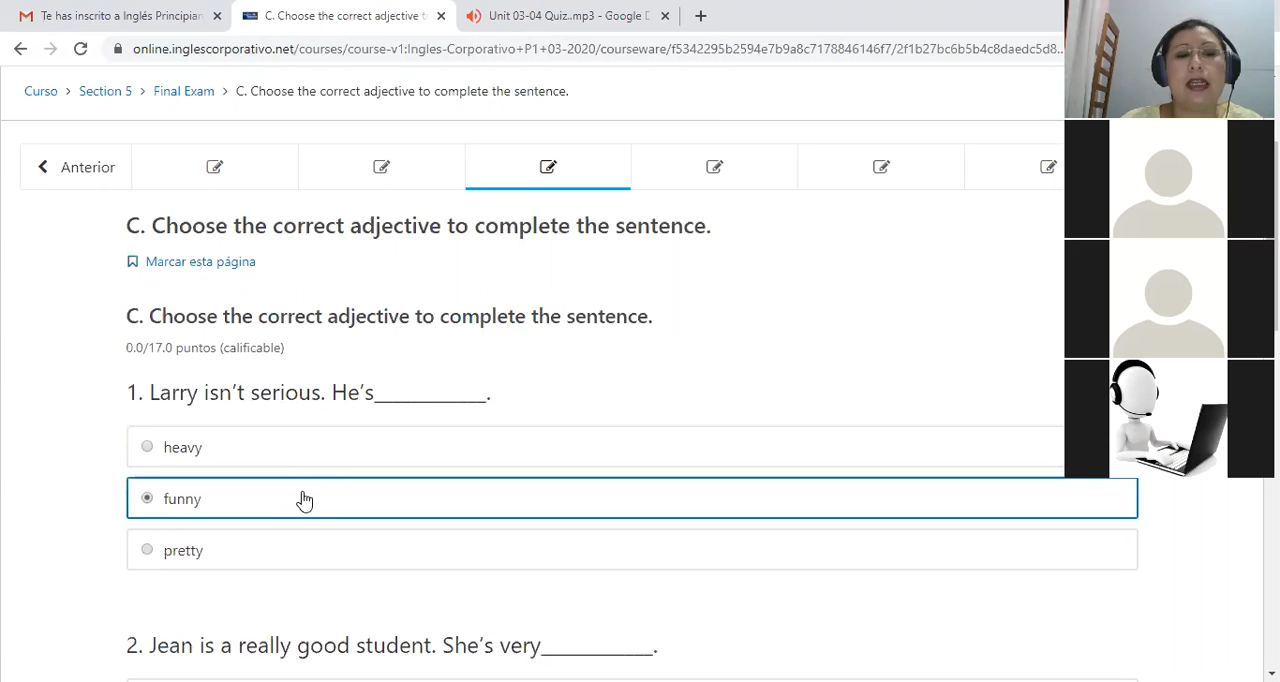 Te has inscrito a Inglés Principian
C. Choose the correct adjective to
Unit 03-04 Quiz..mp3 - Google D
online.inglescorporativo.net/courses/course-v1:Ingles-Corporativo+P1+03-2020/courseware/f5342295b2594e7b9a8c7178846146f7/2f1b27bc6b5b4c8daedc5d8...
Curso > Section 5 > Final Exam > C. Choose the correct adjective to complete the sentence.
Anterior
C. Choose the correct adjective to complete the sentence.
Marcar esta página
C. Choose the correct adjective to complete the sentence.
0.0/17.0 puntos (calificable)
1. Larry isn’t serious. He’s____________.
heavy
funny
pretty
2. Jean is a really good student. She’s very____________.